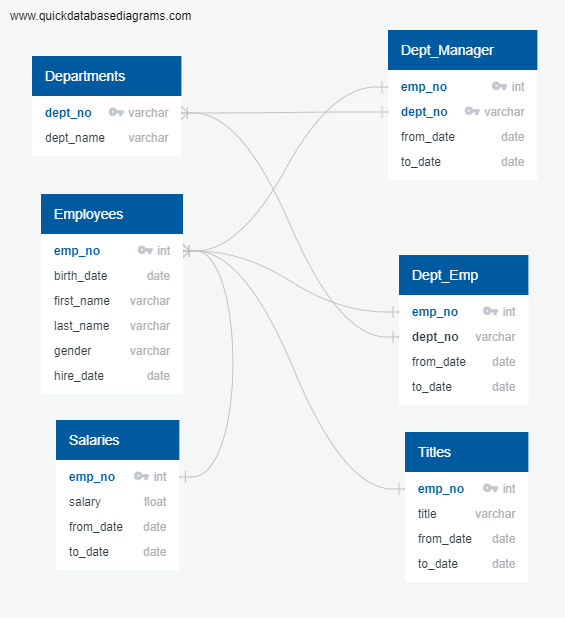 www.quickdatabasediagrams.com
Departments
dept_no varchar
dept_name varchar
Employees
emp_no int
birth_date date
first_name varchar
last_name varchar
gender varchar
hire_date date
Salaries
emp_no int
salary float
from_date date
to_date date
Dept_Manager
emp_no int
dept_no varchar
from_date date
to_date date
Dept_Emp
emp_no int
dept_no varchar
from_date date
to_date date
Titles
emp_no int
title varchar
from_date date
to_date date